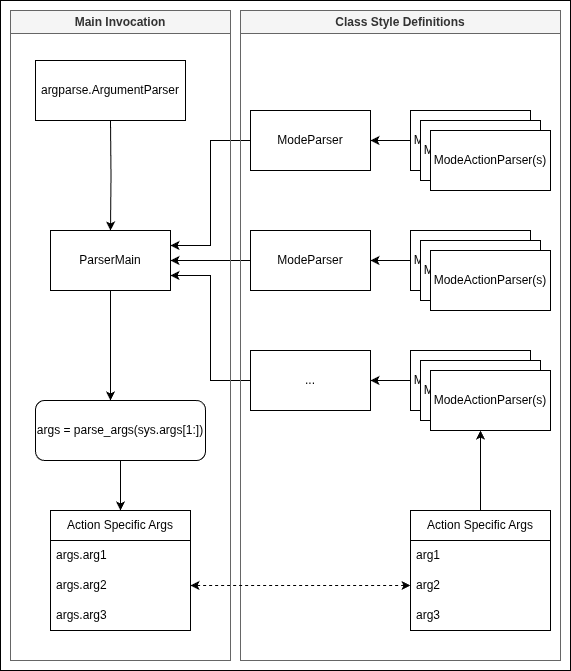 Main Invocation
Class Style Definitions
argparse.ArgumentParser
ModeParser
ModeActionParser(s)
ParserMain
ModeParser
ModeActionParser(s)
...
ModeActionParser(s)
args = parse_args(sys.args[1:])
Action Specific Args
args.arg1
args.arg2
args.arg3
Action Specific Args
arg1
arg2
arg3